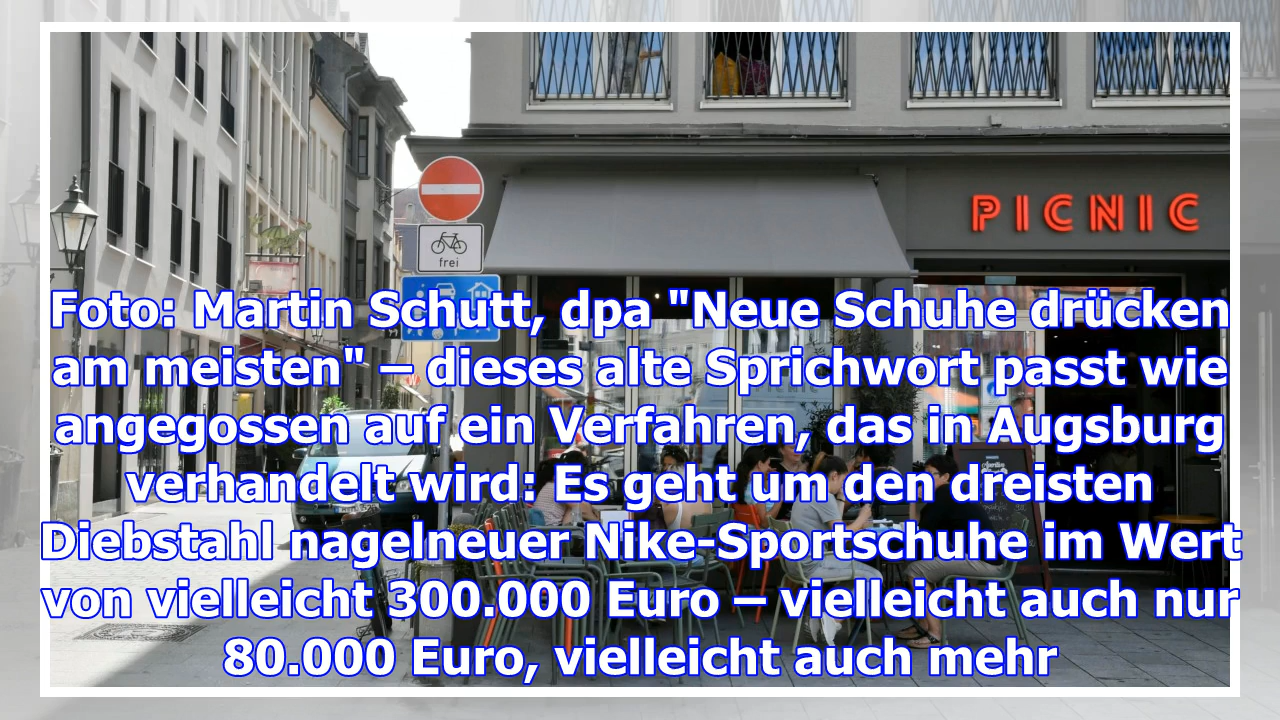 PICNIC
frei
Foto: Martin Schutt, dpa "Neue Schuhe drücken
am meisten" – dieses alte Sprichwort passt wie
angegossen auf ein Verfahren, das in Augsburg
verhandelt wird: Es geht um den dreisten
Diebstahl nagelneuer Nike-Sportschuhe im Wert
von vielleicht 300.000 Euro – vielleicht auch nur
80.000 Euro, vielleicht auch mehr